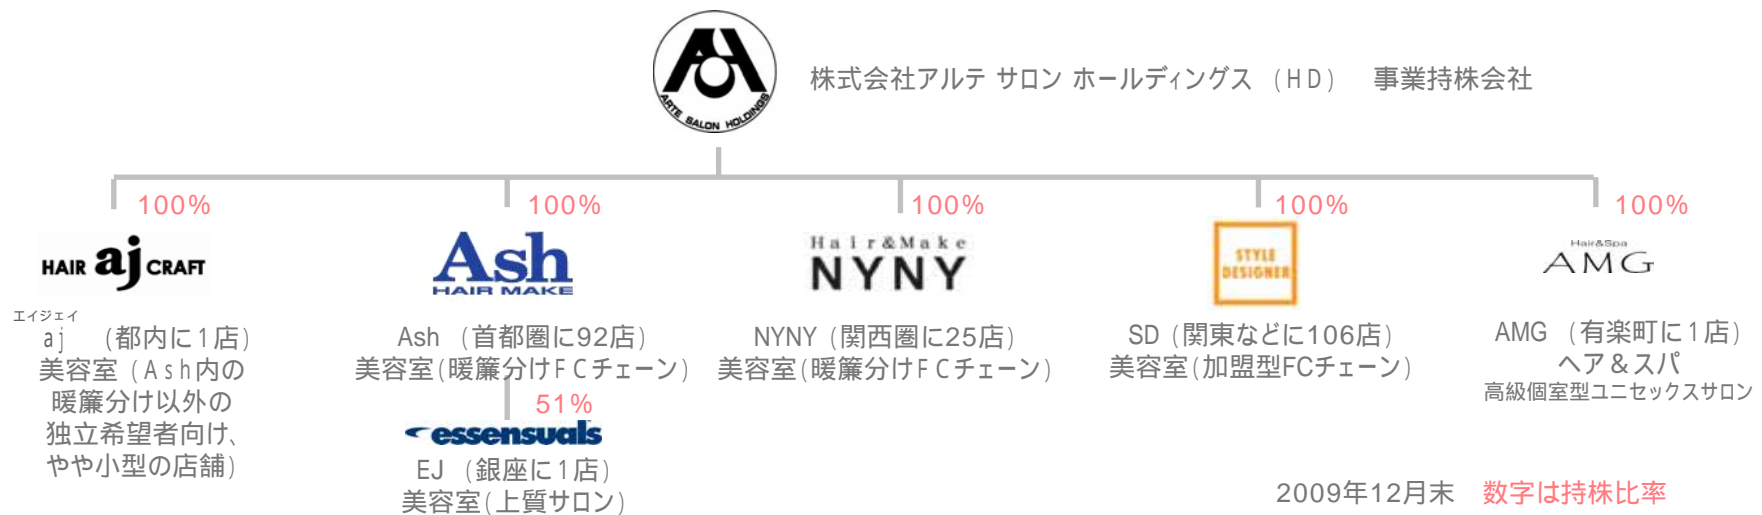 ARTE SALON HOLDINGS
株式会社アルテ サロン ホールディングス (HD) 事業持株会社
100%
100%
100%
100%
100%
HAIR aj CRAFT
Ash
HAIR MAKE
Hair&Make
NYNY
STYLE
DESIGNER
Hair&Spa
AMG
エイジェイ
aj (都内に1店)
美容室(Ash内の
暖簾分け以外の
独立希望者向け、
やや小型の店舗)
Ash (首都圏に92店)
美容室(暖簾分けFCチェーン)
51%
essensuals
EJ (銀座に1店)
美容室(上質サロン)
NYNY (関西圏に25店)
美容室(暖簾分けFCチェーン)
SD (関東などに106店)
美容室(加盟型FCチェーン)
AMG (有楽町に1店)
ヘア&スパ
高級個室型ユニセックスサロン
2009年12月末 数字は持株比率